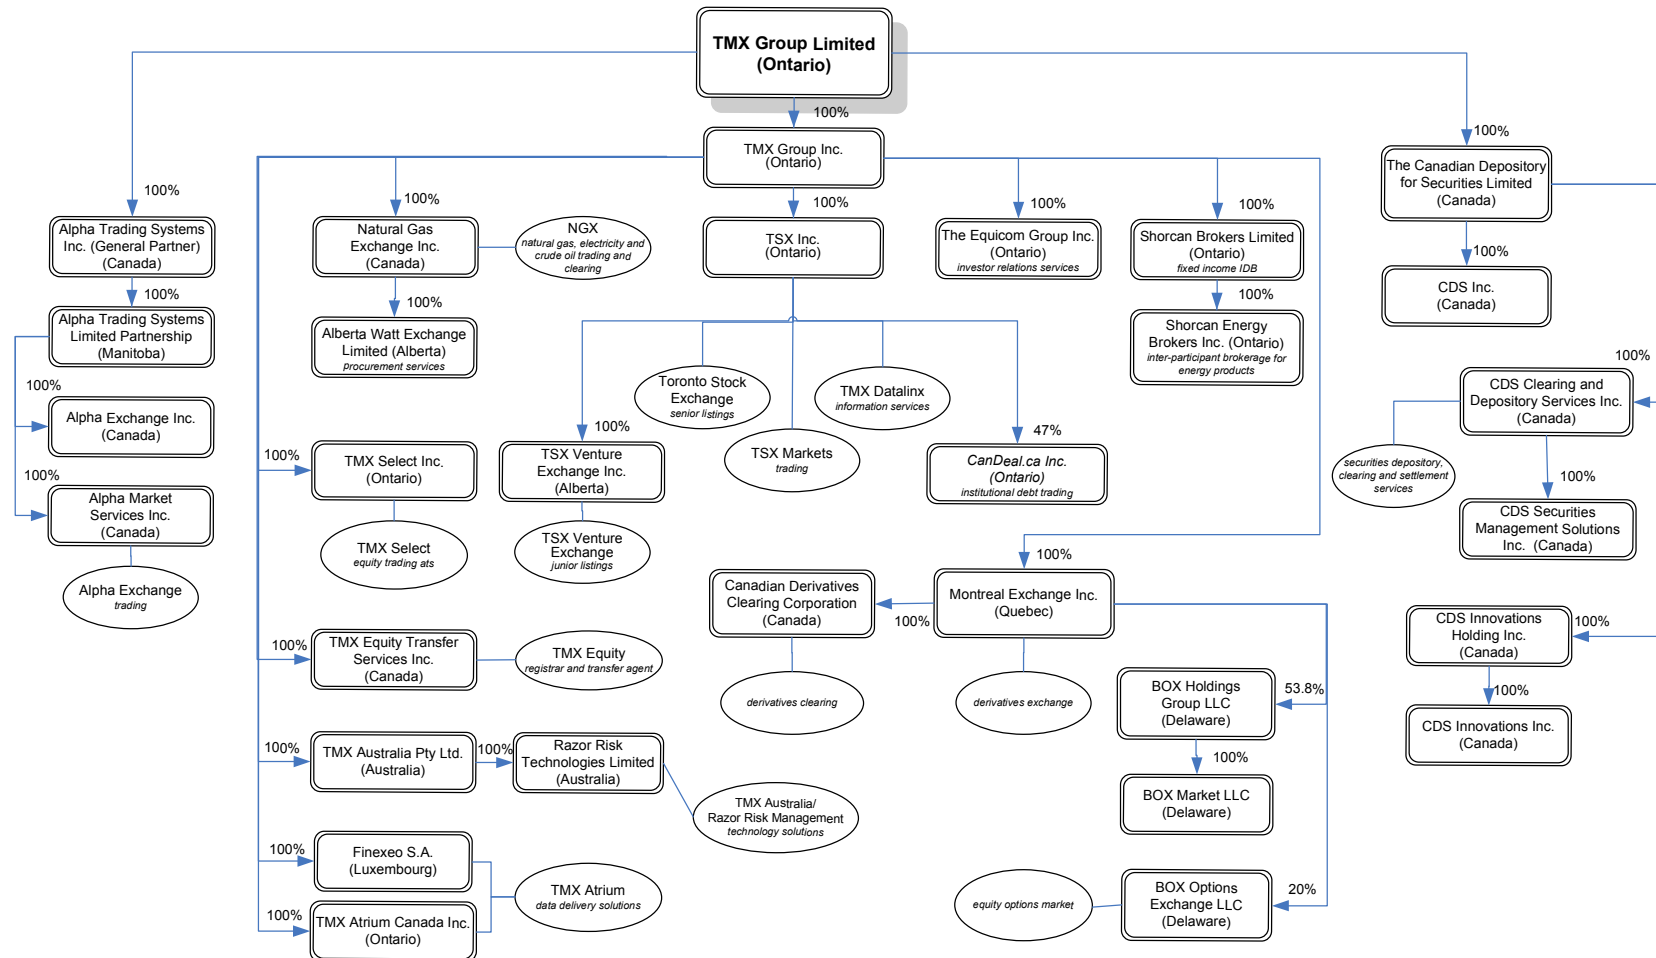 TMX Group Limited
(Ontario)
100%
TMX Group Inc.
(Ontario)
100%
The Canadian Depository
for Securities Limited
(Canada)
100%
CDS Inc.
(Canada)
100%
CDS Clearing and
Depository Services Inc.
(Canada)
securities depository,
clearing and settlement
services
100%
CDS Securities
Management Solutions
Inc. (Canada)
100%
CDS Innovations
Holding Inc.
(Canada)
100%
CDS Innovations Inc.
(Canada)
100%
Alpha Trading Systems
Inc. (General Partner)
(Canada)
100%
Alpha Trading Systems
Limited Partnership
(Manitoba)
100%
Alpha Exchange Inc.
(Canada)
100%
Alpha Market
Services Inc.
(Canada)
Alpha Exchange
trading
100%
Natural Gas
Exchange Inc.
(Canada)
NGX
natural gas, electricity and
crude oil trading and
clearing
100%
Alberta Watt Exchange
Limited (Alberta)
procurement services
100%
TSX Inc.
(Ontario)
100%
The Equicom Group Inc.
(Ontario)
investor relations services
100%
Shorcan Brokers Limited
(Ontario)
fixed income IDB
100%
Shorcan Energy
Brokers Inc. (Ontario)
inter-participant brokerage for
energy products
Toronto Stock
Exchange
senior listings
TMX Datalinx
information services
TSX Markets
trading
100%
TSX Venture
Exchange Inc.
(Alberta)
TSX Venture
Exchange
junior listings
47%
CanDeal.ca Inc.
(Ontario)
institutional debt trading
100%
TMX Select Inc.
(Ontario)
TMX Select
equity trading ats
100%
Montreal Exchange Inc.
(Quebec)
100%
Canadian Derivatives
Clearing Corporation
(Canada)
derivatives clearing
derivatives exchange
53.8%
BOX Holdings
Group LLC
(Delaware)
100%
BOX Market LLC
(Delaware)
20%
BOX Options
Exchange LLC
(Delaware)
equity options market
100%
TMX Equity Transfer
Services Inc.
(Canada)
TMX Equity
registrar and transfer agent
100%
TMX Australia Pty Ltd.
(Australia)
100%
Razor Risk
Technologies Limited
(Australia)
TMX Australia/
Razor Risk Management
technology solutions
100%
Finexeo S.A.
(Luxembourg)
100%
TMX Atrium Canada Inc.
(Ontario)
TMX Atrium
data delivery solutions